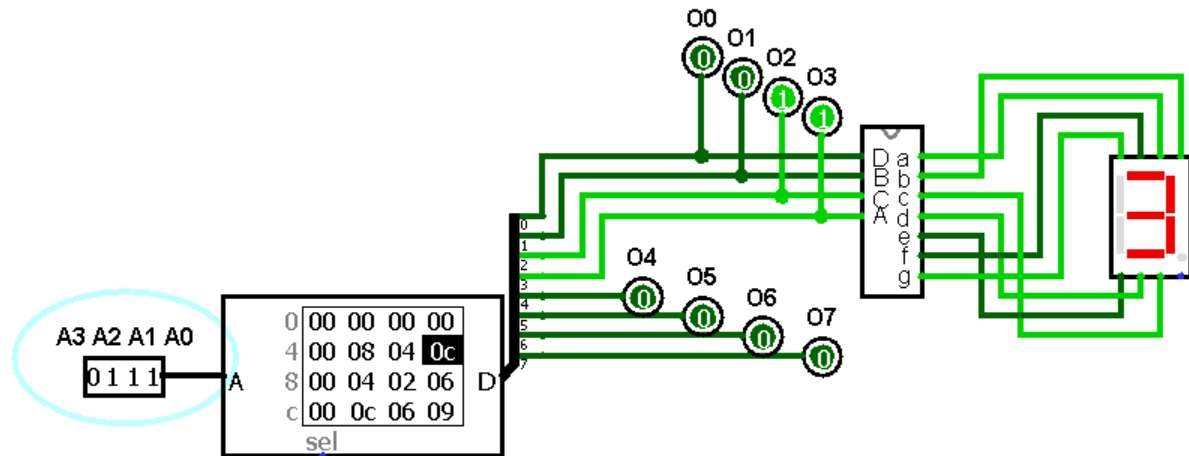 O0
O1
O2
O3
0
0
1
1
D a
B b
C c
A d
e
f
g
0
1
2
3
4
5
6
7
O4
O5
O6
O7
0
0
0
0
A3 A2 A1 A0
0 1 1 1
A
D
0 00 00 00 00
4 00 08 04 0c
8 00 04 02 06
c 00 0c 06 09
sel
3